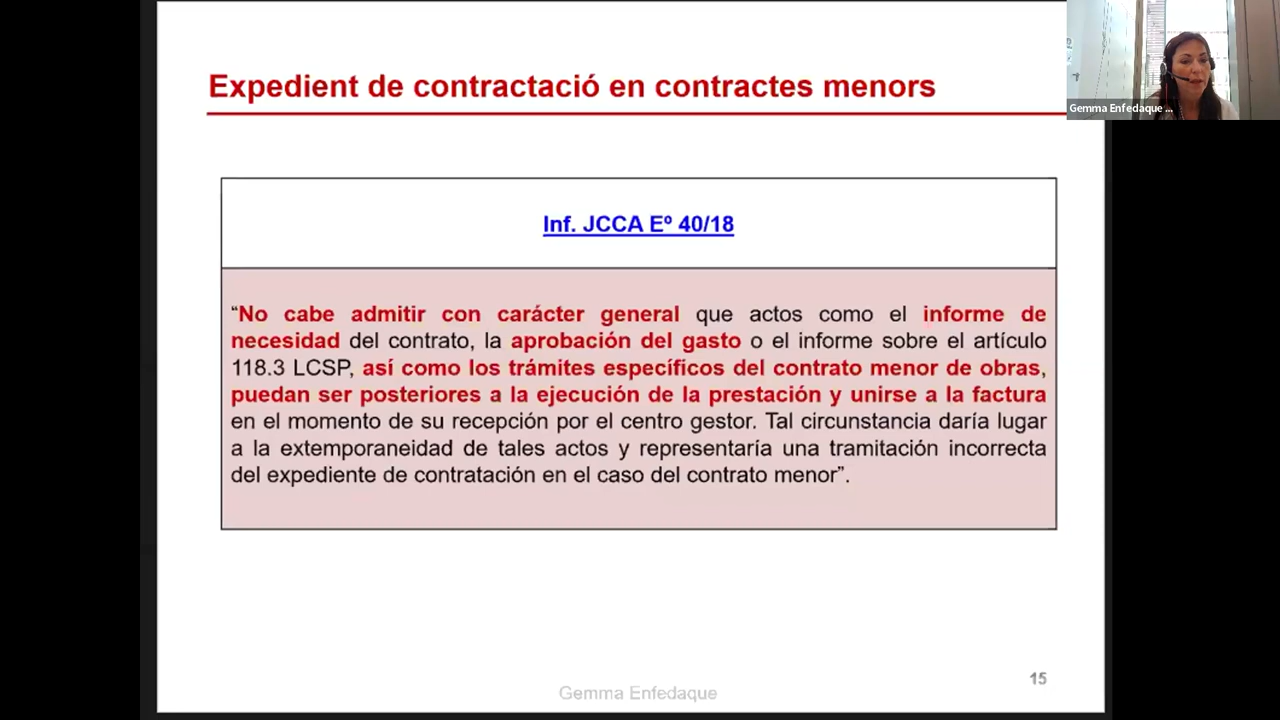 Expedient de contractació en contractes menors
Gemma Enfedaque ...
Inf. JCCA Eº 40/18
“No cabe admitir con carácter general que actos como el informe de
necesidad del contrato, la aprobación del gasto o el informe sobre el artículo
118.3 LCSP, así como los trámites específicos del contrato menor de obras,
puedan ser posteriores a la ejecución de la prestación y unirse a la factura
en el momento de su recepción por el centro gestor. Tal circunstancia daría lugar
a la extemporaneidad de tales actos y representaría una tramitación incorrecta
del expediente de contratación en el caso del contrato menor”.
15
Gemma Enfedaque